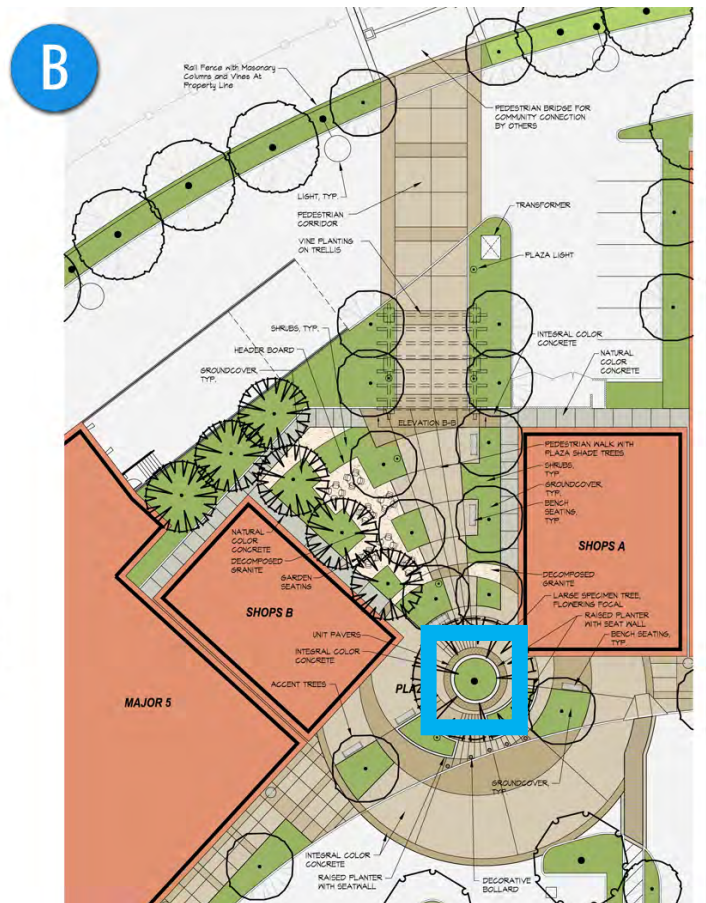 B
Rail Fence with Masonary
Columns and Vines At
Property Line
PEDESTRIAN BRIDGE FOR
COMMUNITY CONNECTION
BY OTHERS
LIGHT, TYP.
PEDESTRIAN
CORRIDOR
TRANSFORMER
VINE PLANTING
ON TRELLIS
PLAZA LIGHT
SHRUBS, TYP.
INTEGRAL COLOR
CONCRETE
HEADER BOARD
NATURAL
COLOR
CONCRETE
GROUNDCOVER
TYP.
ELEVATION B-B
PEDESTRIAN WALK WITH
PLAZA SHADE TREES
SHRUBS,
TYP.
GROUNDCOVER,
TYP.
BENCH
SEATING,
TYP.
NATURAL
COLOR
CONCRETE
SHOPS A
DECOMPOSED
GRANITE
GARDEN
SEATING
DECOMPOSED
GRANITE
LARGE SPECIMEN TREE,
FLOWERING FOCAL
SHOPS B
RAISED PLANTER
WITH SEAT WALL
UNIT PAVERS
BENCH SEATING,
TYP.
INTEGRAL COLOR
CONCRETE
ACCENT TREES
MAJOR 5
GROUNDCOVER,
TYP.
INTEGRAL COLOR
CONCRETE
RAISED PLANTER
WITH SEATWALL
DECORATIVE
BOLLARD